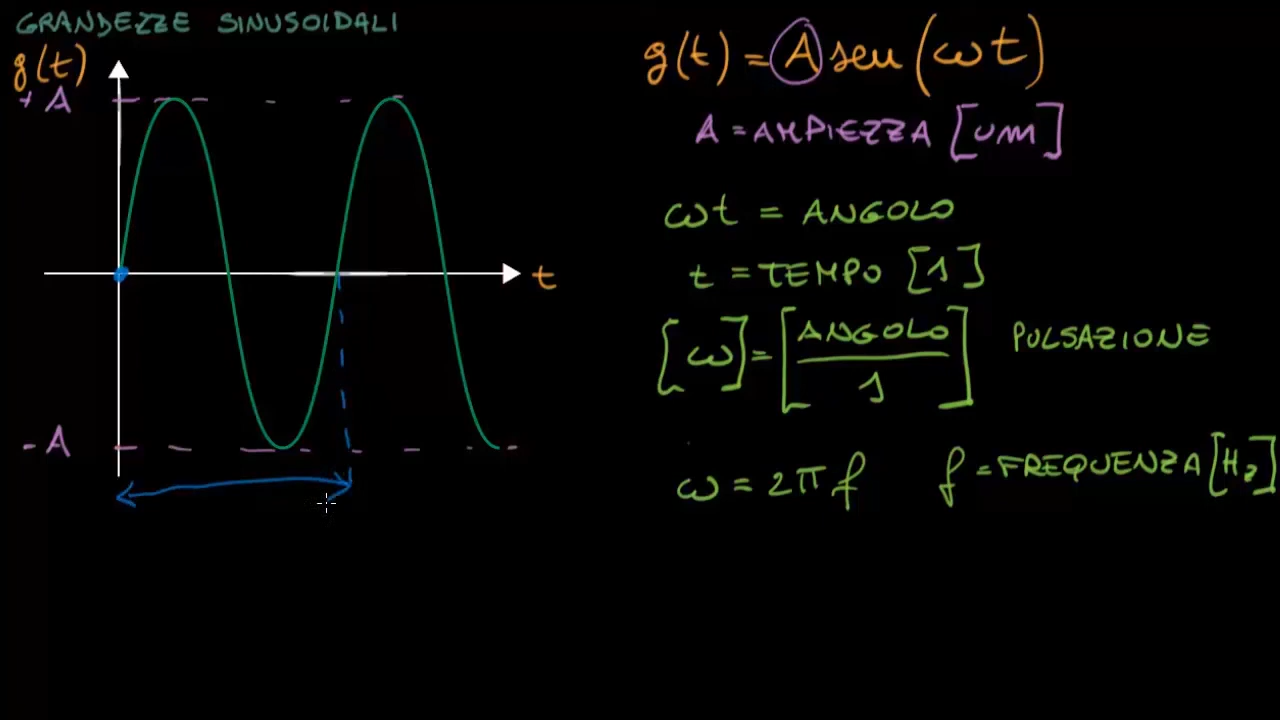 GRANDEZZE SINUSOIDALI
g(t)
+ A
- A
t
g(t) = A sen (ωt)
A = AMPIEZZA [UM]
ωt = ANGOLO
t = TEMPO [s]
[ω] = [ANGOLO / s] PULSAZIONE
ω = 2π f f = FREQUENZA [Hz]